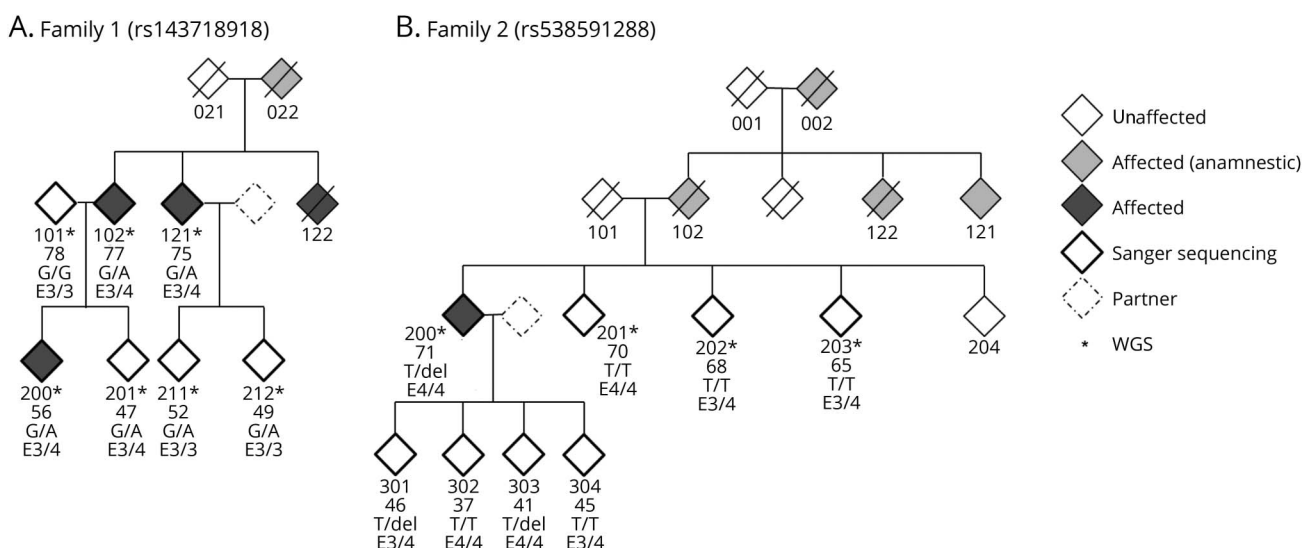 A. Family 1 (rs143718918)
021
022
101*
78
G/G
E3/3
102*
77
G/A
E3/4
121*
75
G/A
E3/4
122
200*
56
G/A
E3/4
201*
47
G/A
E3/4
211*
52
G/A
E3/3
212*
49
G/A
E3/3
B. Family 2 (rs538591288)
001
002
101
102
122
121
200*
71
T/del
E4/4
201*
70
T/T
E4/4
202*
68
T/T
E3/4
203*
65
T/T
E3/4
204
301
46
T/del
E3/4
302
37
T/T
E4/4
303
41
T/del
E4/4
304
45
T/T
E3/4
Unaffected
Affected (anamnestic)
Affected
Sanger sequencing
Partner
* WGS